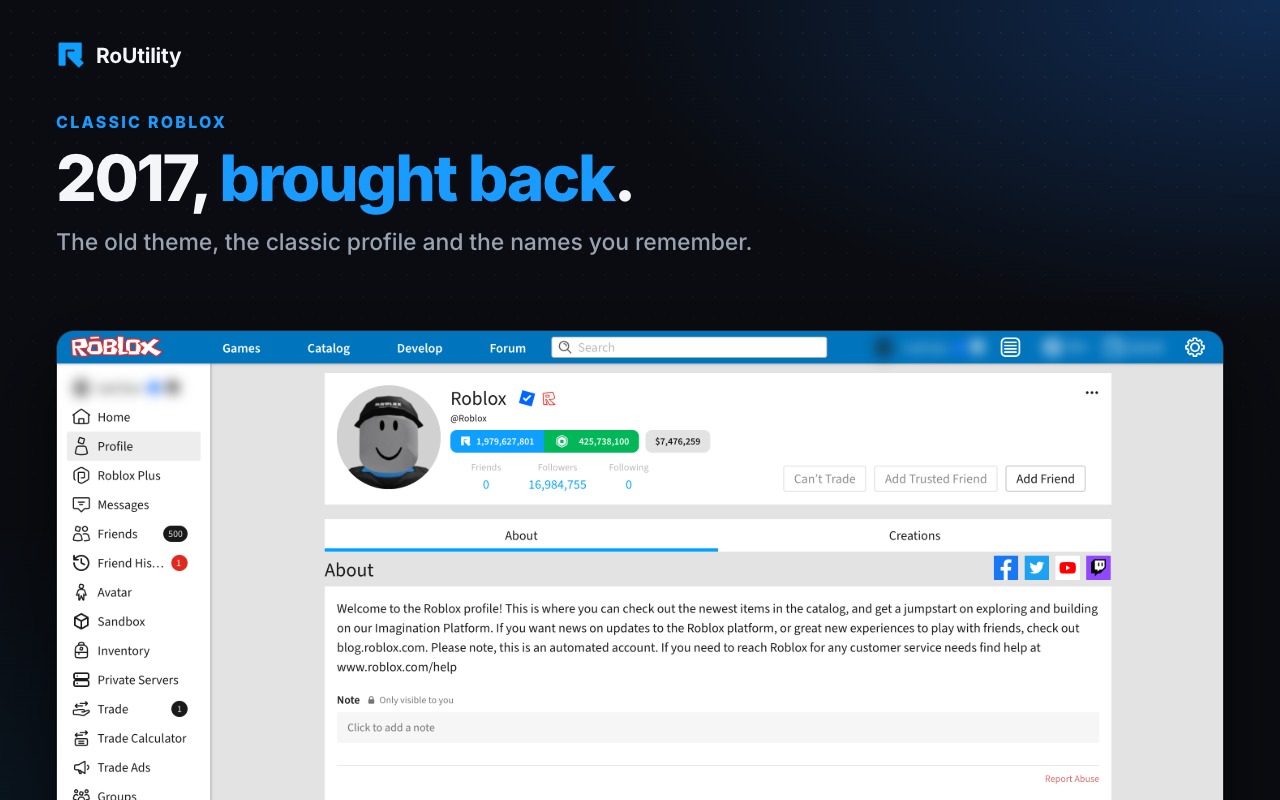 RoUtility
CLASSIC ROBLOX
2017, brought back.
The old theme, the classic profile and the names you remember.
ROBLOX
Games
Catalog
Develop
Forum
Search
Home
Profile
Roblox Plus
Messages
Friends
500
Friend His...
1
Avatar
Sandbox
Inventory
Private Servers
Trade
1
Trade Calculator
Trade Ads
Groups
ROBLOX
Roblox
@Roblox
1,979,627,801
425,738,100
$7,476,259
Friends
Followers
Following
0
16,984,755
0
Can't Trade
Add Trusted Friend
Add Friend
About
Creations
About
Welcome to the Roblox profile! This is where you can check out the newest items in the catalog, and get a jumpstart on exploring and building
on our Imagination Platform. If you want news on updates to the Roblox platform, or great new experiences to play with friends, check out
blog.roblox.com. Please note, this is an automated account. If you need to reach Roblox for any customer service needs find help at
www.roblox.com/help
Note
Only visible to you
Click to add a note
Report Abuse